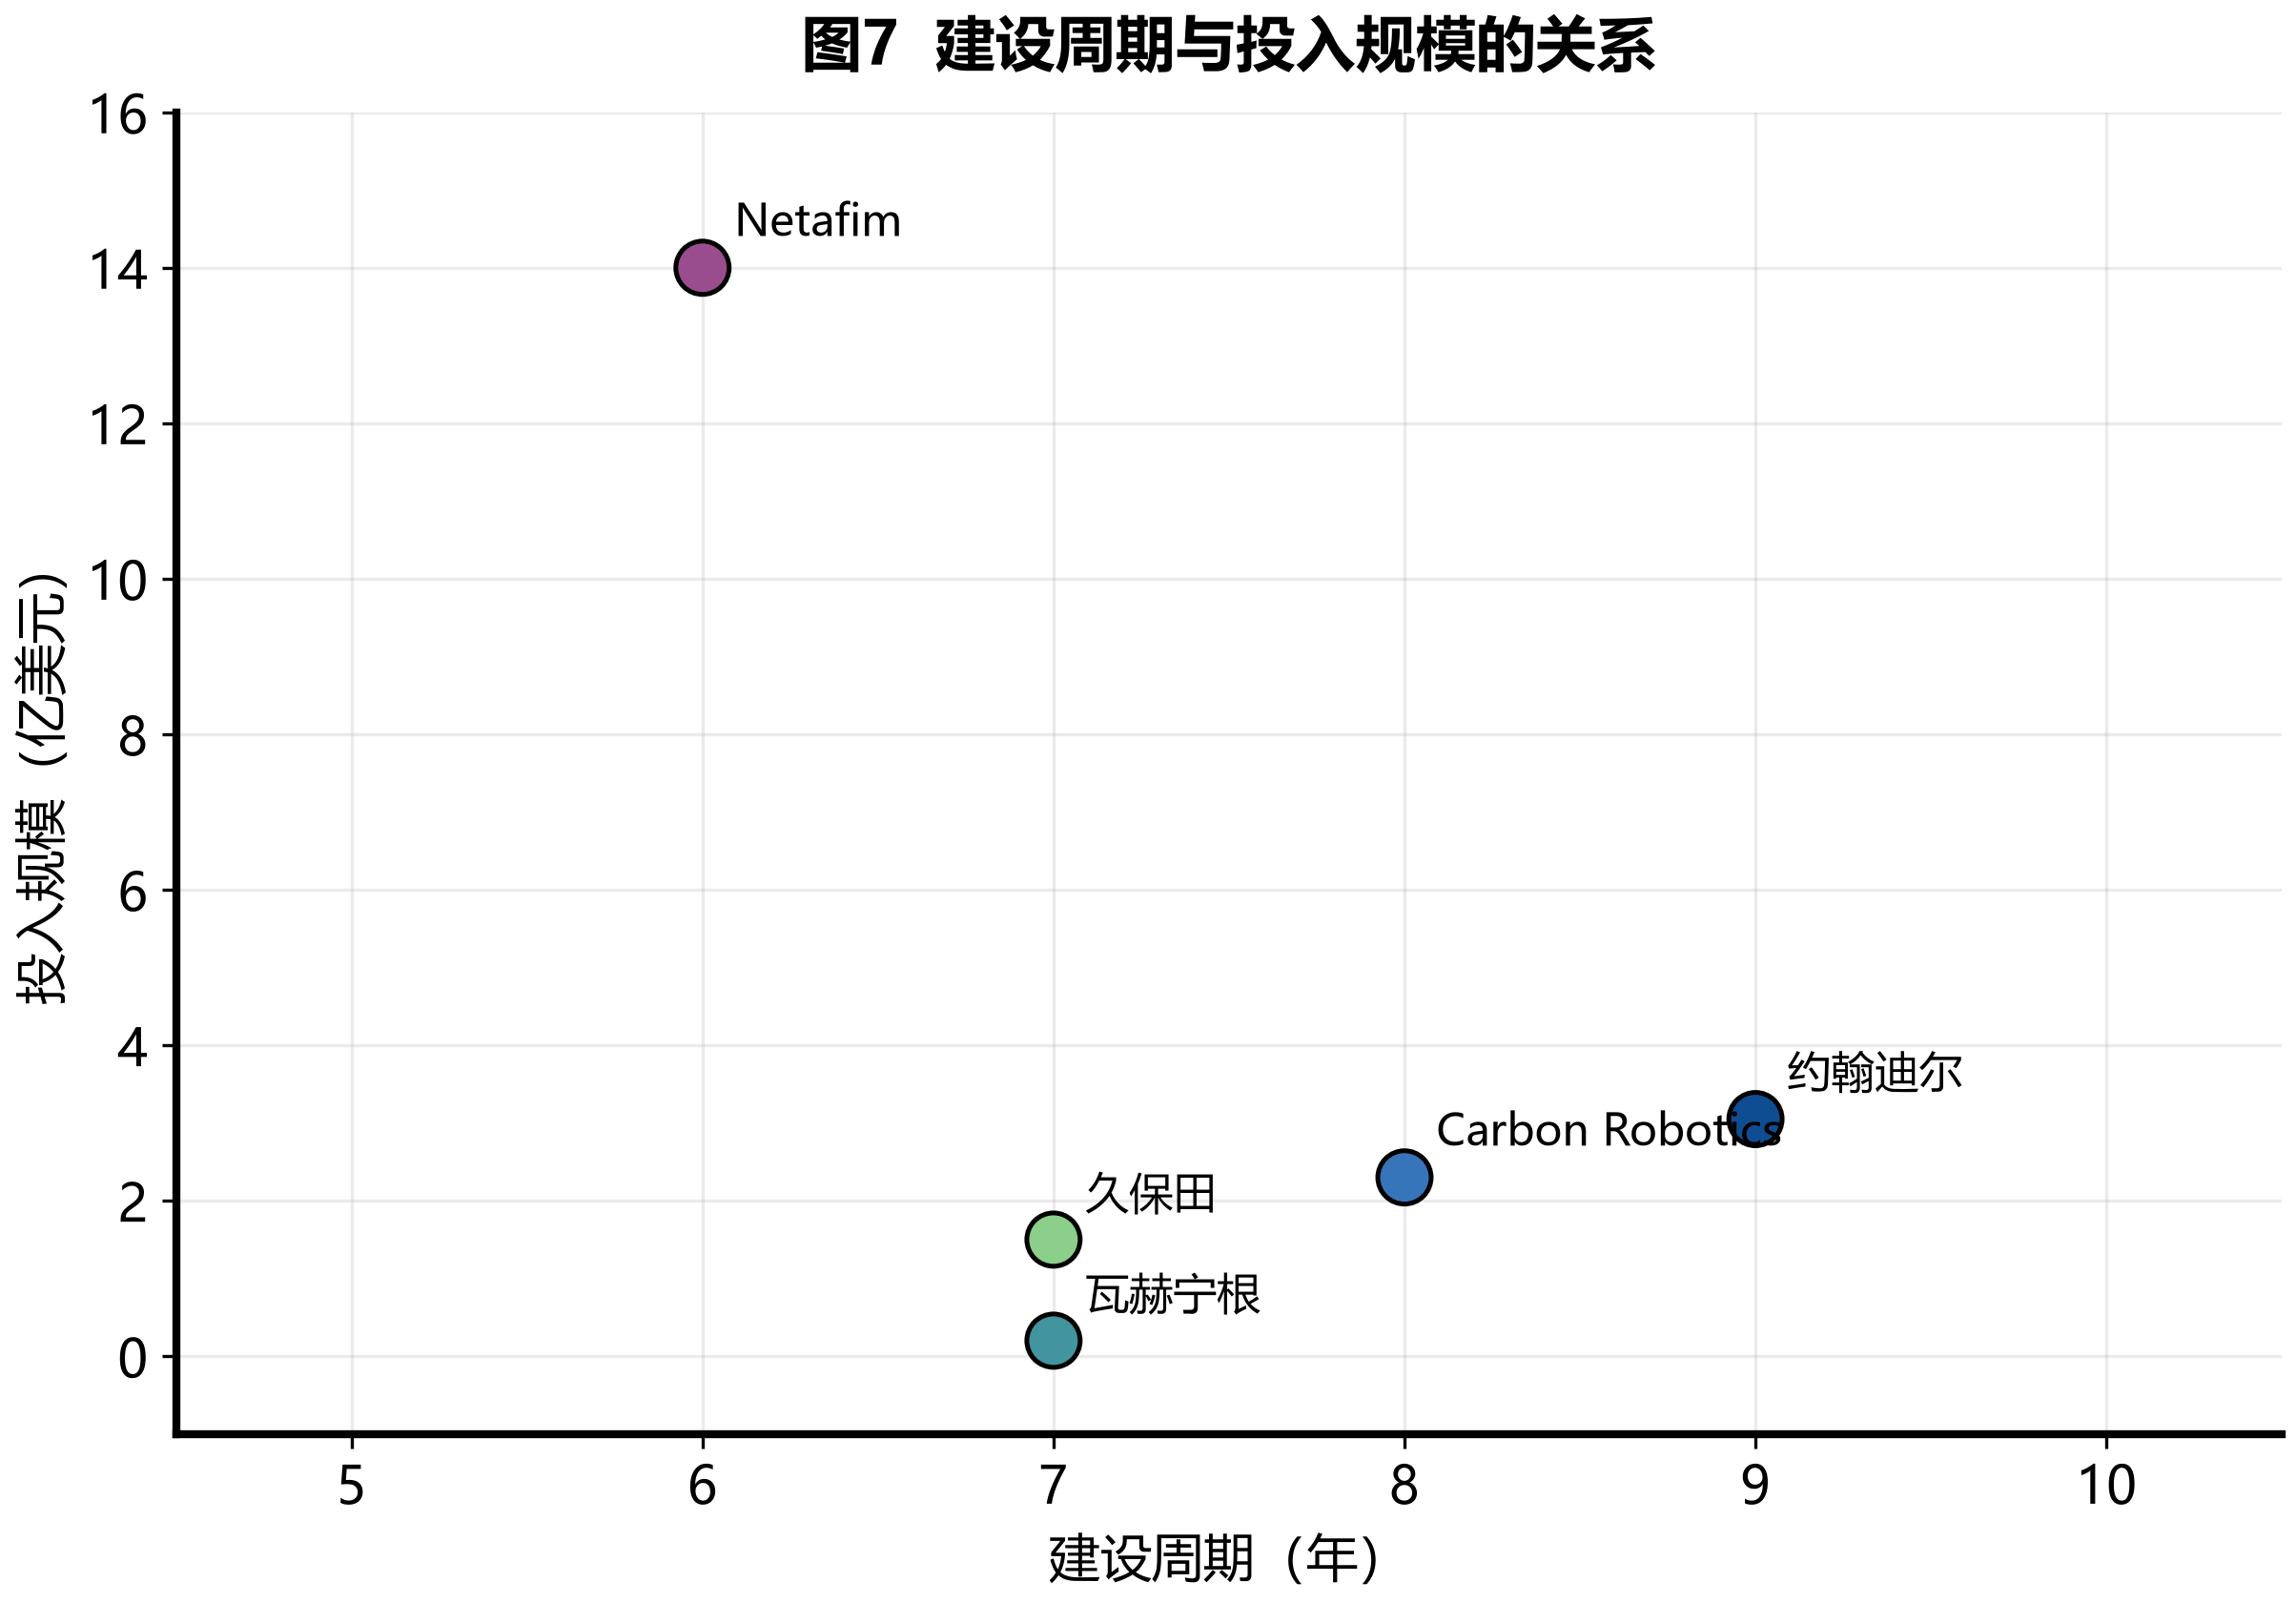 图7 建设周期与投入规模的关系
投入规模（亿美元）
16
14
12
10
8
6
4
2
0
Netafim
约翰迪尔
Carbon Robotics
久保田
瓦赫宁根
5 6 7 8 9 10
建设周期（年）